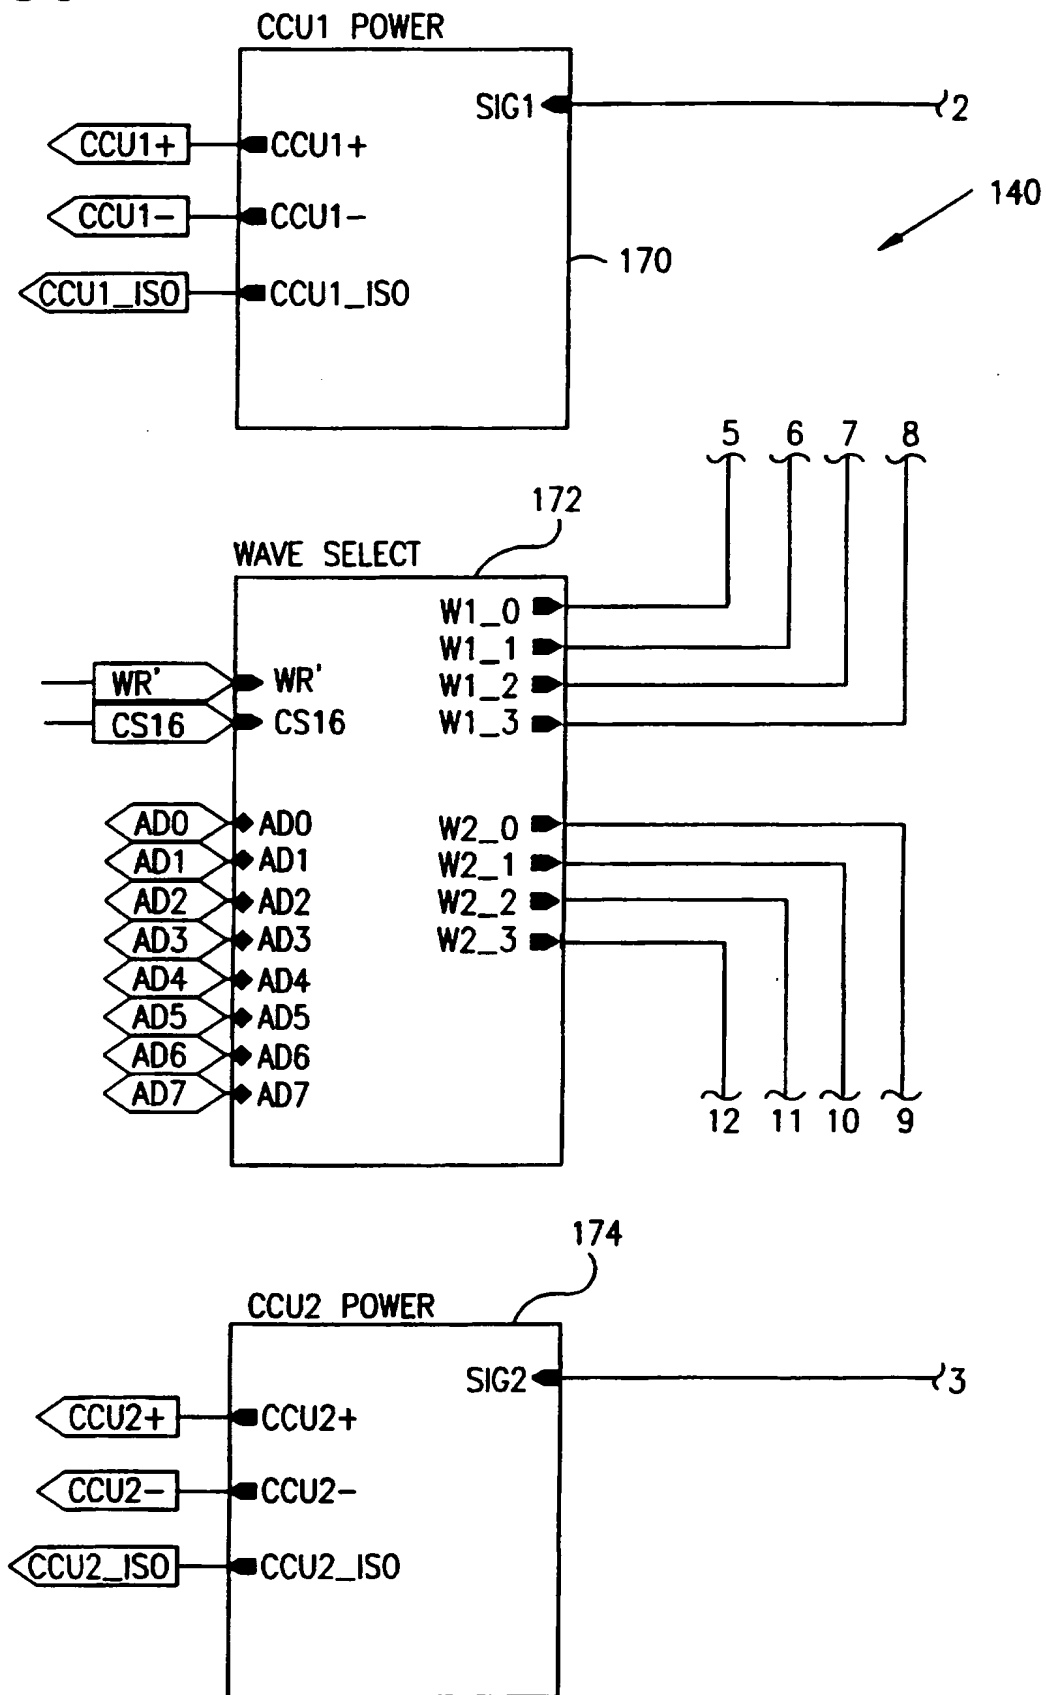 CCU1 POWER
SIG1
2
CCU1+ CCU1+
140
CCU1- CCU1-
170
CCU1_ISO CCU1_ISO
5 6 7 8
172
WAVE SELECT
W1_0
W1_1
WR' WR' W1_2
CS16 CS16 W1_3
AD0 AD0 W2_0
AD1 AD1 W2_1
AD2 AD2 W2_2
AD3 AD3 W2_3
AD4 AD4
AD5 AD5
AD6 AD6
AD7 AD7
12 11 10 9
174
CCU2 POWER
SIG2
3
CCU2+ CCU2+
CCU2- CCU2-
CCU2_ISO CCU2_ISO